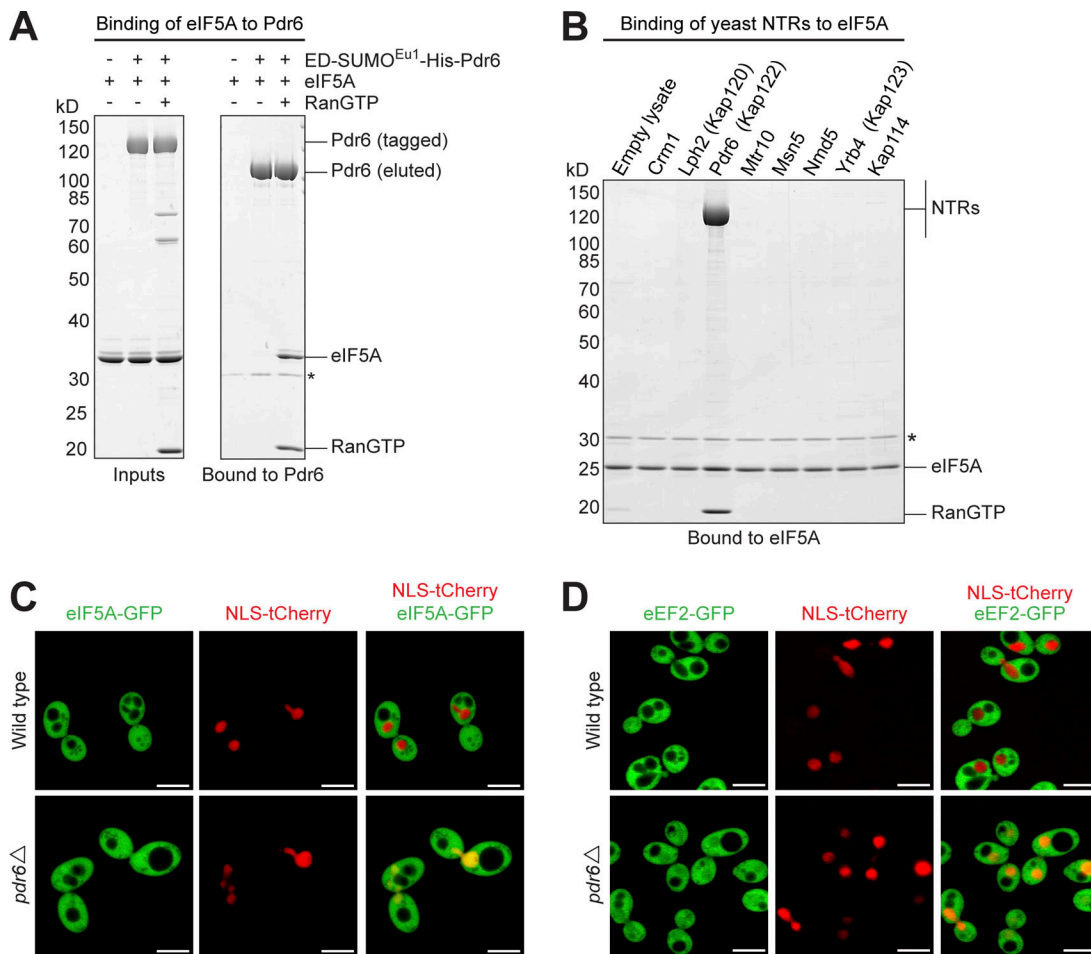 A
Binding of eIF5A to Pdr6
- + + - + + ED-SUMO^Eu1-His-Pdr6
+ + + + + + eIF5A
- - + - - + RanGTP
kD
150
120
100
85
70
60
50
40
30
25
20
Pdr6 (tagged)
Pdr6 (eluted)
eIF5A
*
RanGTP
Inputs
Bound to Pdr6
B
Binding of yeast NTRs to eIF5A
Empty lysate
Crm1
Lph2 (Kap120)
Pdr6 (Kap122)
Mtr10
Msn5
Nmd5
Yrb4 (Kap123)
Kap114
kD
150
120
100
85
70
60
50
40
30
25
20
NTRs
*
eIF5A
RanGTP
Bound to eIF5A
C
eIF5A-GFP
NLS-tCherry
NLS-tCherry
eIF5A-GFP
Wild type
pdr6△
D
eEF2-GFP
NLS-tCherry
NLS-tCherry
eEF2-GFP
Wild type
pdr6△